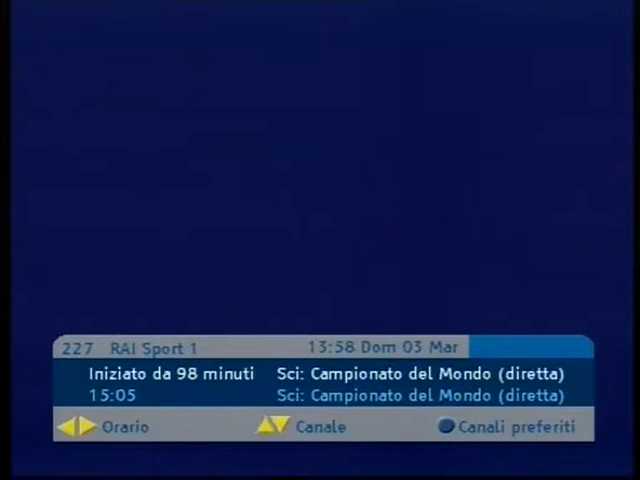 227 RAI Sport 1 13:58 Dom 03 Mar
Iniziato da 98 minuti Sci: Campionato del Mondo (diretta)
15:05 Sci: Campionato del Mondo (diretta)
Orario Canale Canali preferiti